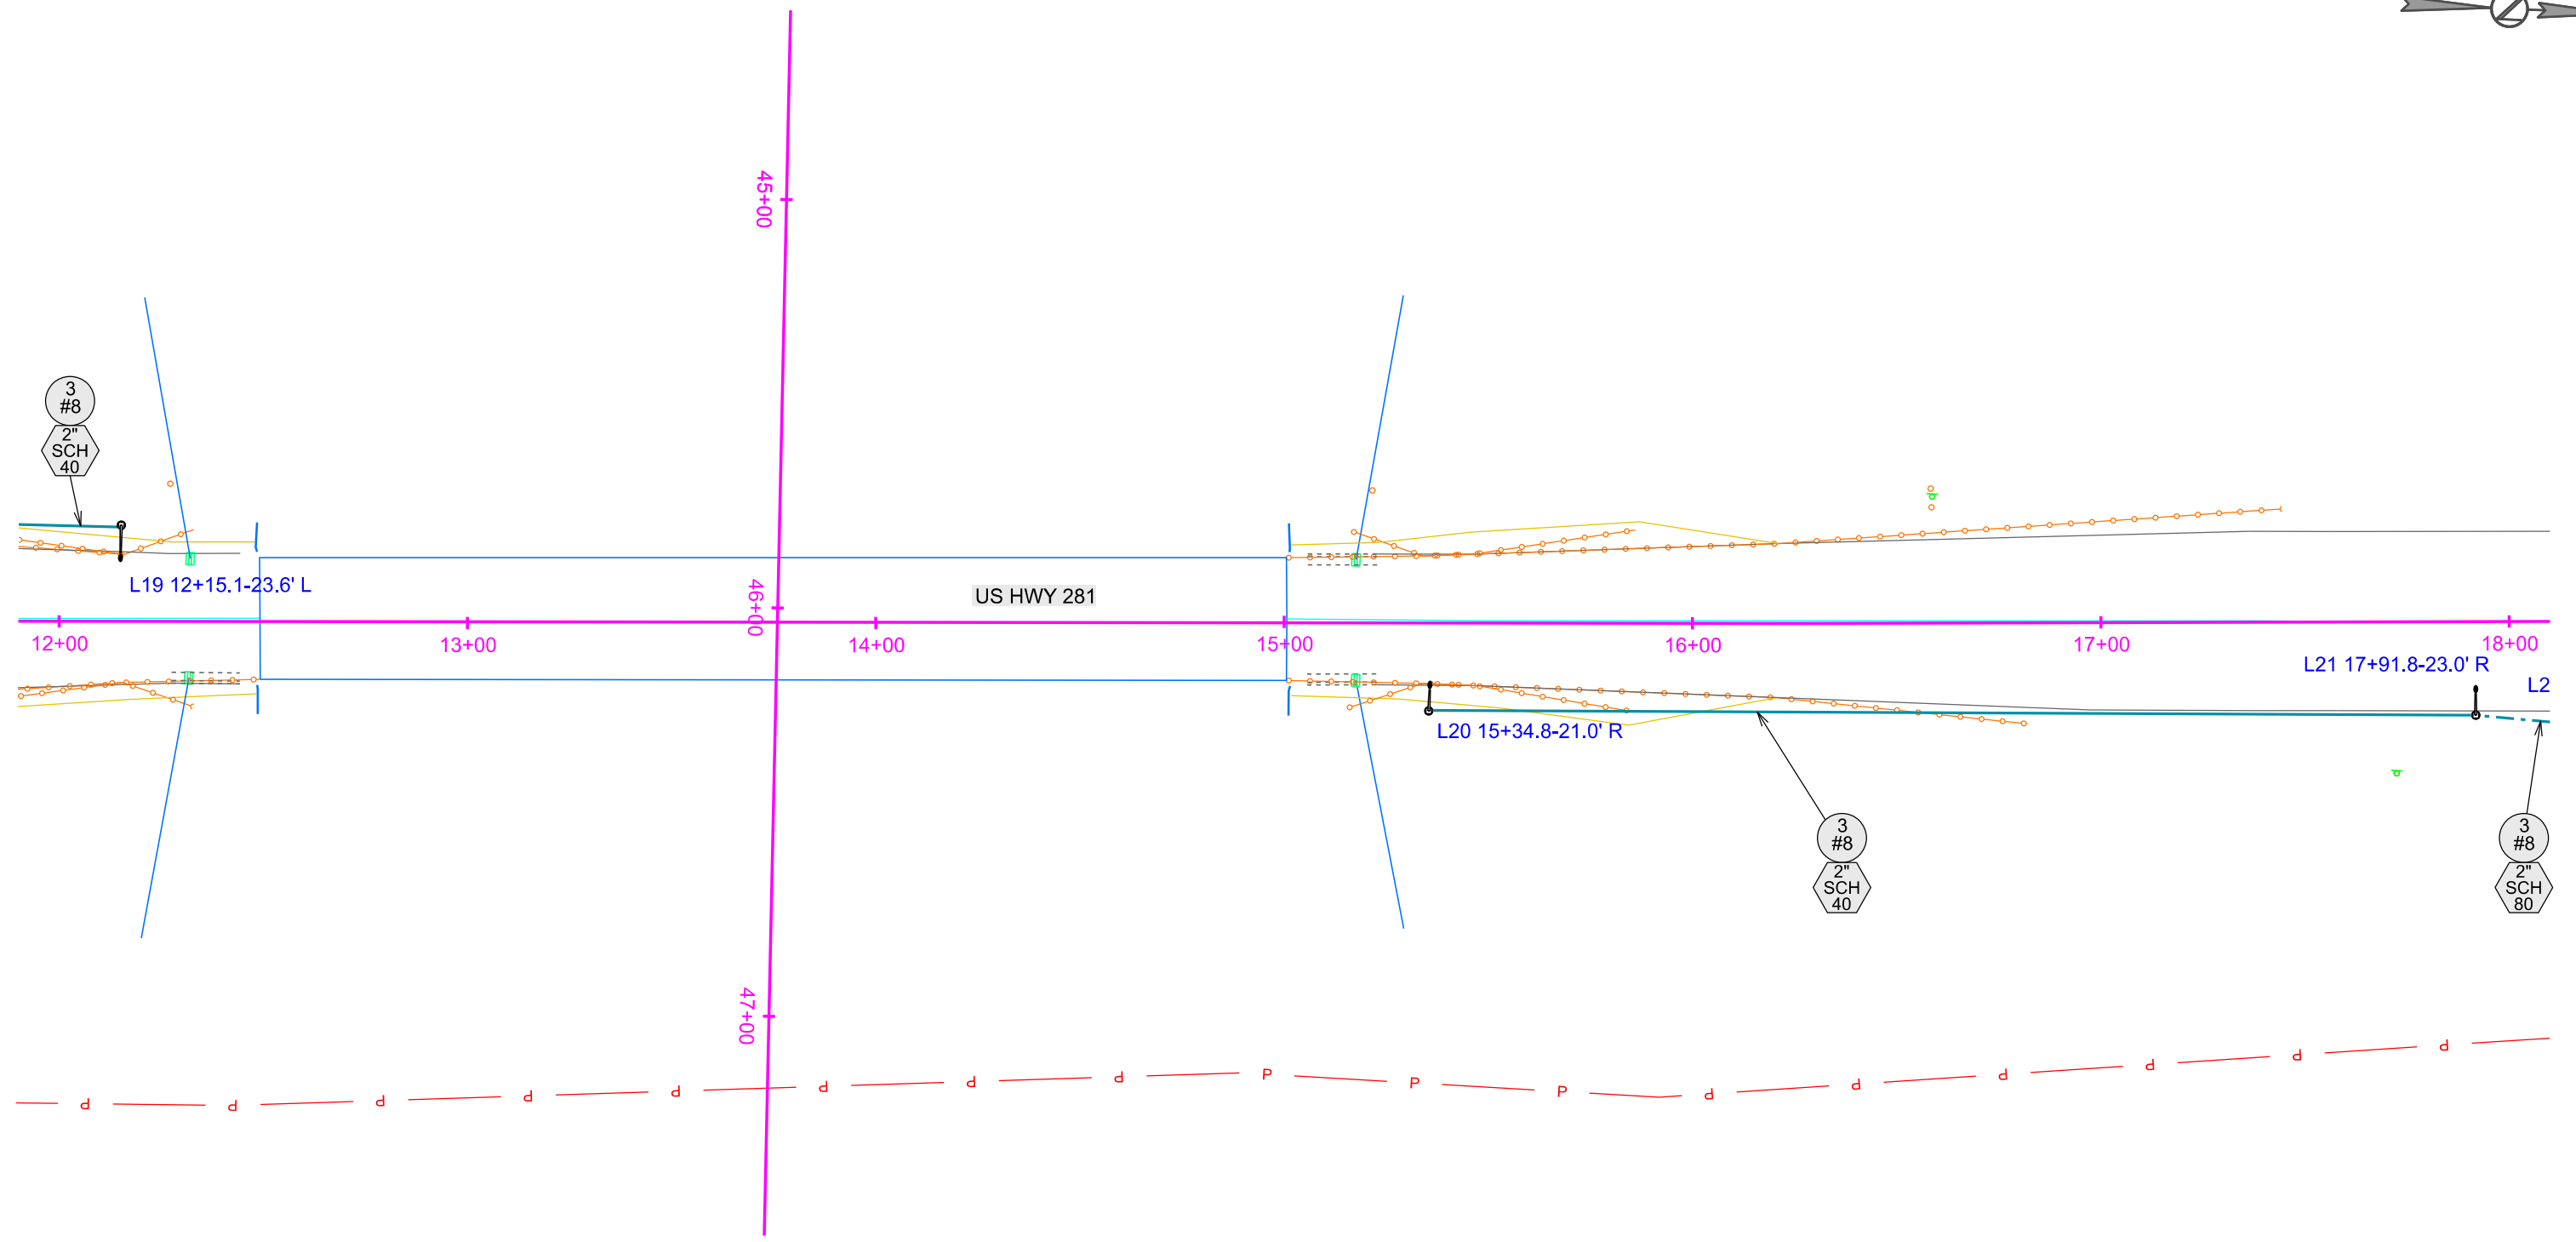 45+00
3
#8
2"
SCH
40
L19 12+15.1-23.6' L
46+00
US HWY 281
12+00
13+00
14+00
15+00
16+00
17+00
18+00
L21 17+91.8-23.0' R
L2
L20 15+34.8-21.0' R
3
#8
2"
SCH
40
3
#8
2"
SCH
80
47+00
P P P P P P P P P P P P P P P P P